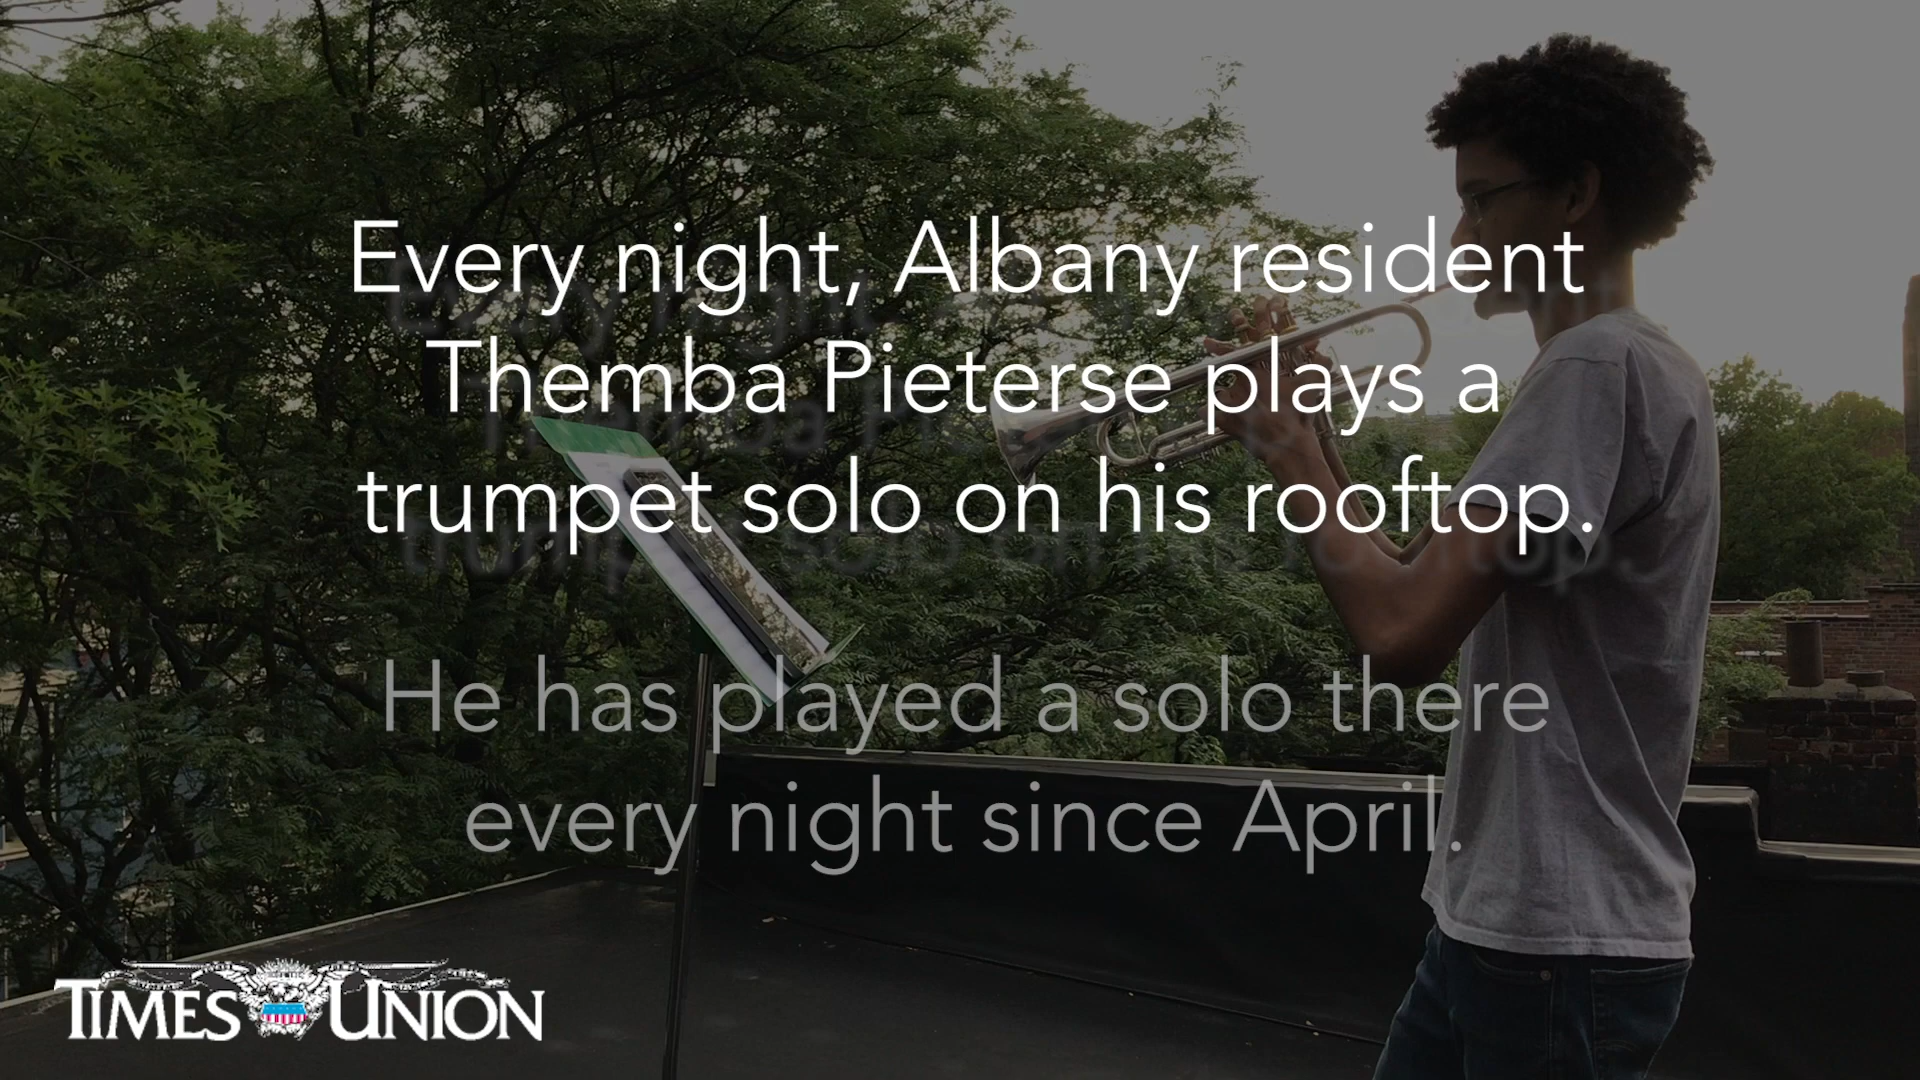 Every night, Albany resident
Themba Pieterse plays a
trumpet solo on his rooftop.
He has played a solo there
every night since April.
TIMES UNION